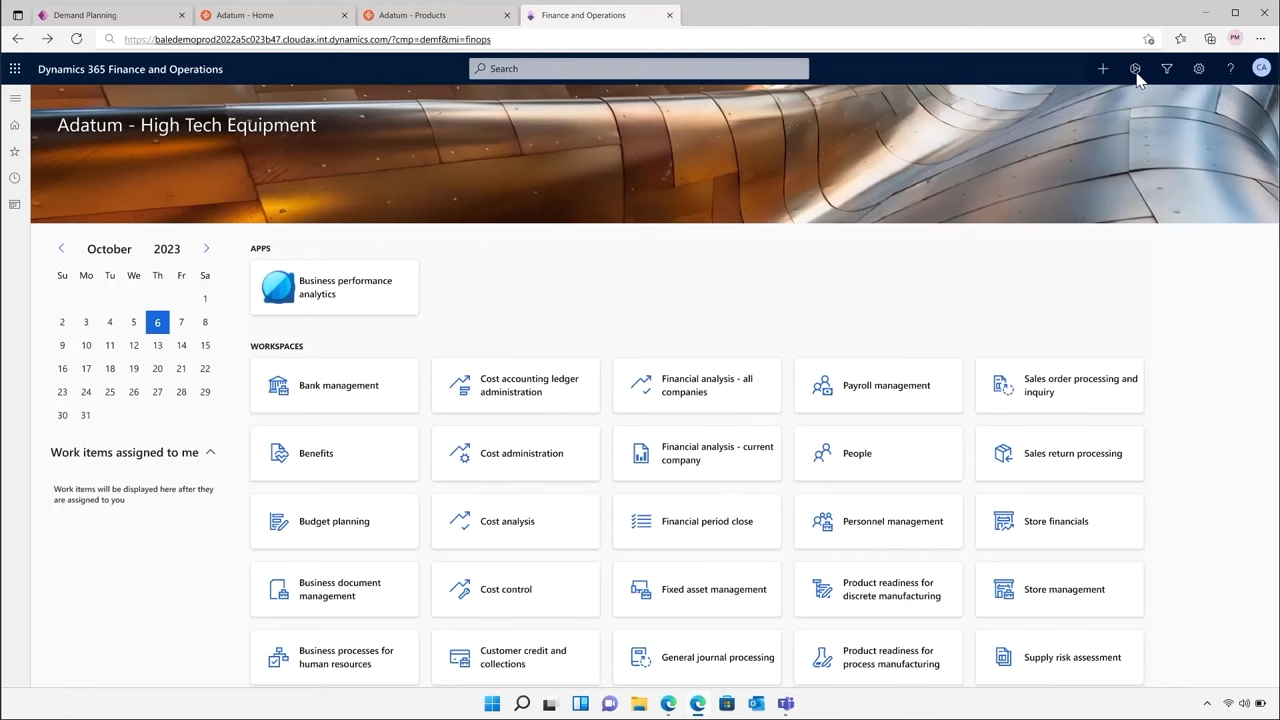 Demand Planning
Adatum - Home
Adatum - Products
Finance and Operations
https://baledemoprod2022a5c023b47.cloudax.int.dynamics.com/?cmp=demf&mi=finops
PM
Dynamics 365 Finance and Operations
Search
?
CA
Adatum - High Tech Equipment
October 2023
Su Mo Tu We Th Fr Sa
1
2 3 4 5 6 7 8
9 10 11 12 13 14 15
16 17 18 19 20 21 22
23 24 25 26 27 28 29
30 31
Work items assigned to me
Work items will be displayed here after they
are assigned to you
APPS
Business performance
analytics
WORKSPACES
Bank management
Cost accounting ledger
administration
Financial analysis - all
companies
Payroll management
Sales order processing and
inquiry
Benefits
Cost administration
Financial analysis - current
company
People
Sales return processing
Budget planning
Cost analysis
Financial period close
Personnel management
Store financials
Business document
management
Cost control
Fixed asset management
Product readiness for
discrete manufacturing
Store management
Business processes for
human resources
Customer credit and
collections
General journal processing
Product readiness for
process manufacturing
Supply risk assessment